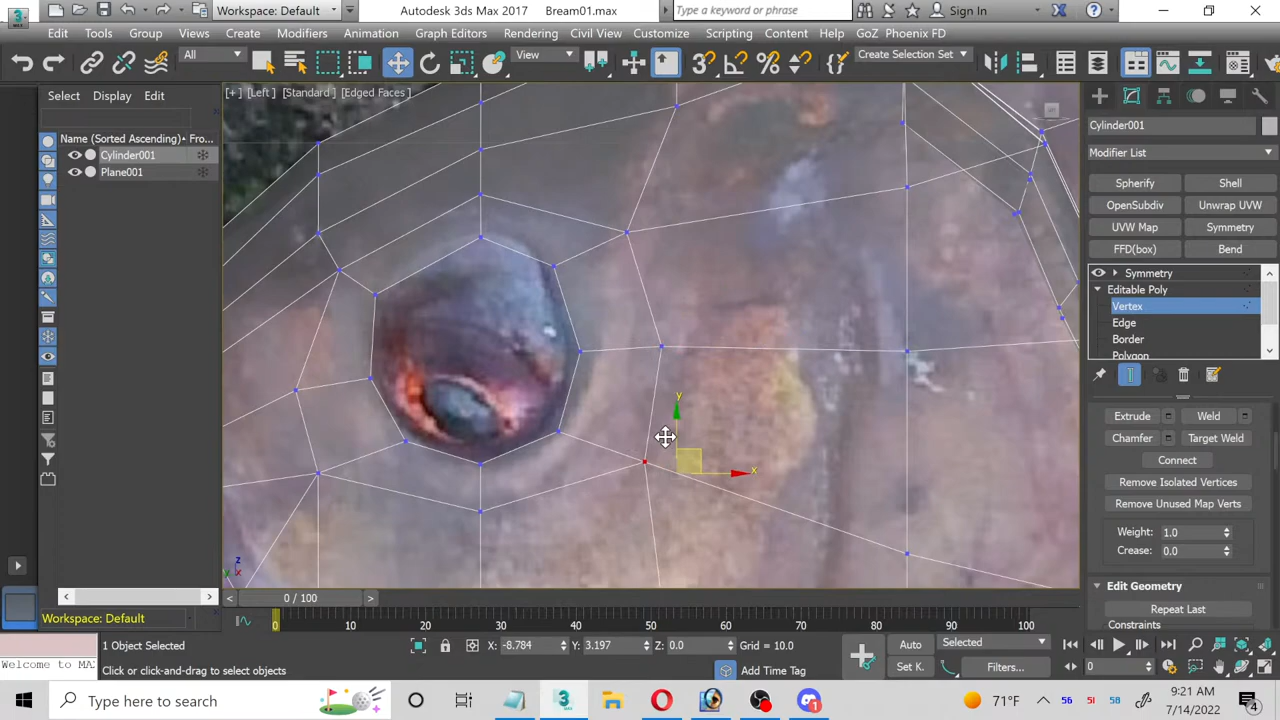 Workspace: Default
Autodesk 3ds Max 2017
Bream01.max
Type a keyword or phrase
Sign In
Edit Tools Group Views Create Modifiers Animation Graph Editors Rendering Civil View Customize Scripting Content Help GoZ Phoenix FD
All
View
Create Selection Set
Select Display Edit
[+] [Left] [Standard] [Edged Faces]
Name (Sorted Ascending) Fro...
Cylinder001
Plane001
Cylinder001
Modifier List
Spherify Shell
OpenSubdiv Unwrap UVW
UVW Map Symmetry
FFD(box) Bend
Symmetry
Editable Poly
Vertex
Edge
Border
Polygon
Extrude Weld
Chamfer Target Weld
Connect
Remove Isolated Vertices
Remove Unused Map Verts
Weight: 1.0
Crease: 0.0
Edit Geometry
Repeat Last
Constraints
y
x
z
y x
0 / 100
Workspace: Default
0 10 20 30 40 50 60 70 80 90 100
Welcome to MA
1 Object Selected
X: -8.784 Y: 3.197 Z: 0.0 Grid = 10.0
Auto Selected
Click or click-and-drag to select objects
Add Time Tag
Set K. Filters... 0
Type here to search
71°F
56 SI 58
9:21 AM
7/14/2022
4